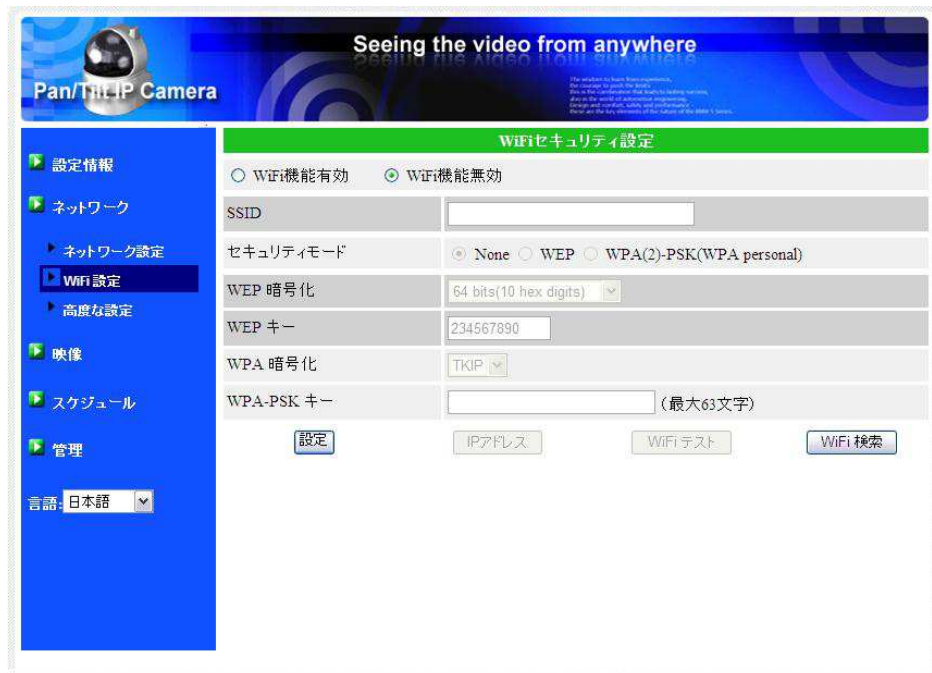 Seeing the video from anywhere
Pan/Tilt IP Camera
設定情報
ネットワーク
ネットワーク設定
WiFi 設定
高度な設定
映像
スケジュール
管理
言語: 日本語
WiFiセキュリティ設定
WiFi機能有効 WiFi機能無効
SSID
セキュリティモード None WEP WPA(2)-PSK(WPA personal)
WEP 暗号化 64 bits(10 hex digits)
WEP キー 234567890
WPA 暗号化 TKIP
WPA-PSK キー (最大63文字)
設定 IPアドレス WiFi テスト WiFi 検索